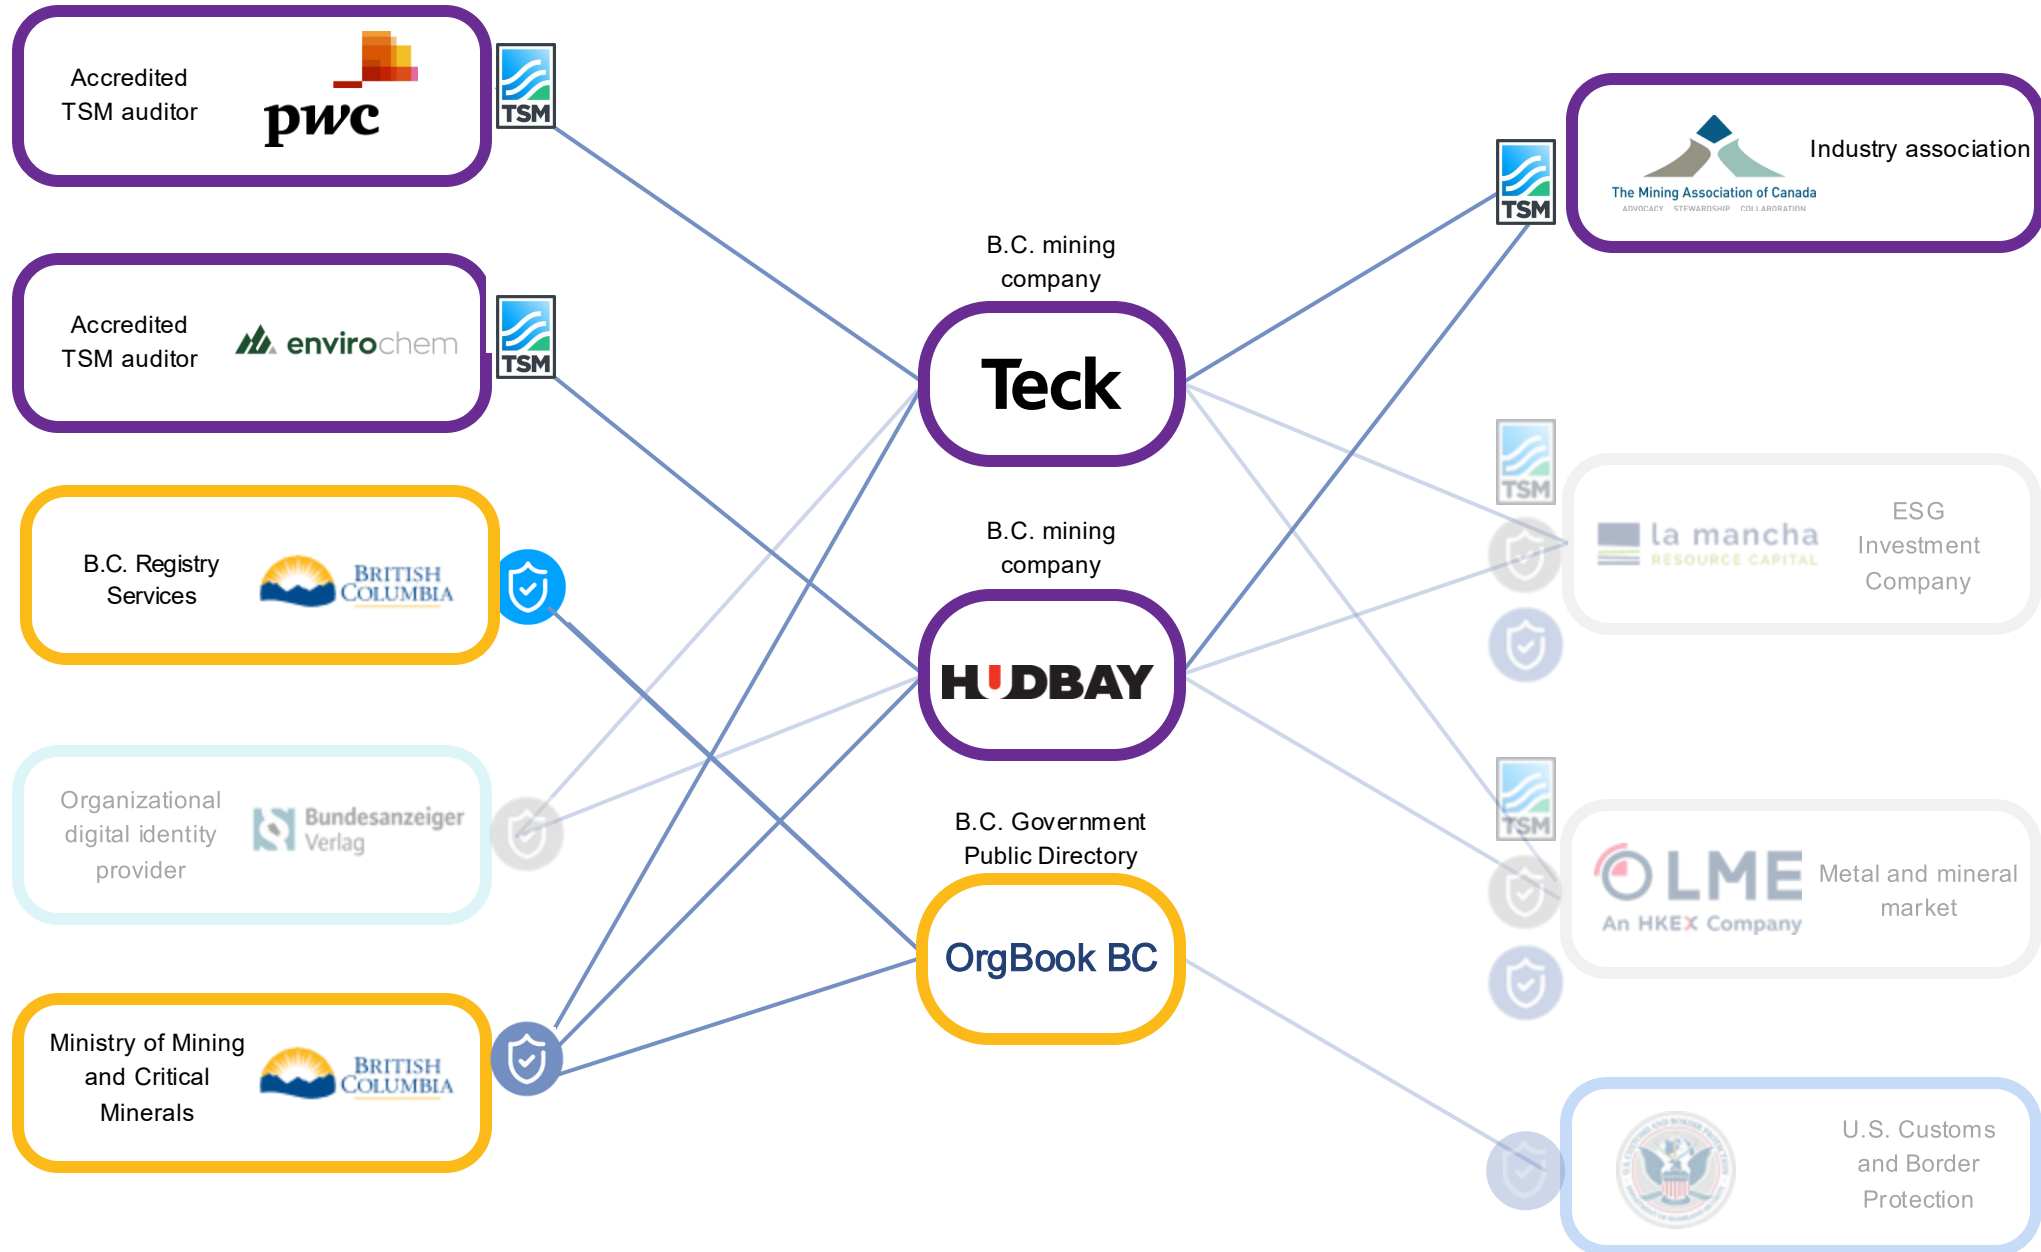 Accredited
TSM auditor
pwc
TSM
Accredited
TSM auditor
envirochem
TSM
B.C. Registry
Services
BRITISH
COLUMBIA
Organizational
digital identity
provider
Bundesanzeiger
Verlag
Ministry of Mining
and Critical
Minerals
BRITISH
COLUMBIA
B.C. mining
company
Teck
B.C. mining
company
HUDBAY
B.C. Government
Public Directory
OrgBook BC
TSM
The Mining Association of Canada
ADVOCACY STEWARDSHIP COLLABORATION
Industry association
TSM
la mancha
RESOURCE CAPITAL
ESG
Investment
Company
TSM
LME
An HKEX Company
Metal and mineral
market
U.S. Customs
and Border
Protection